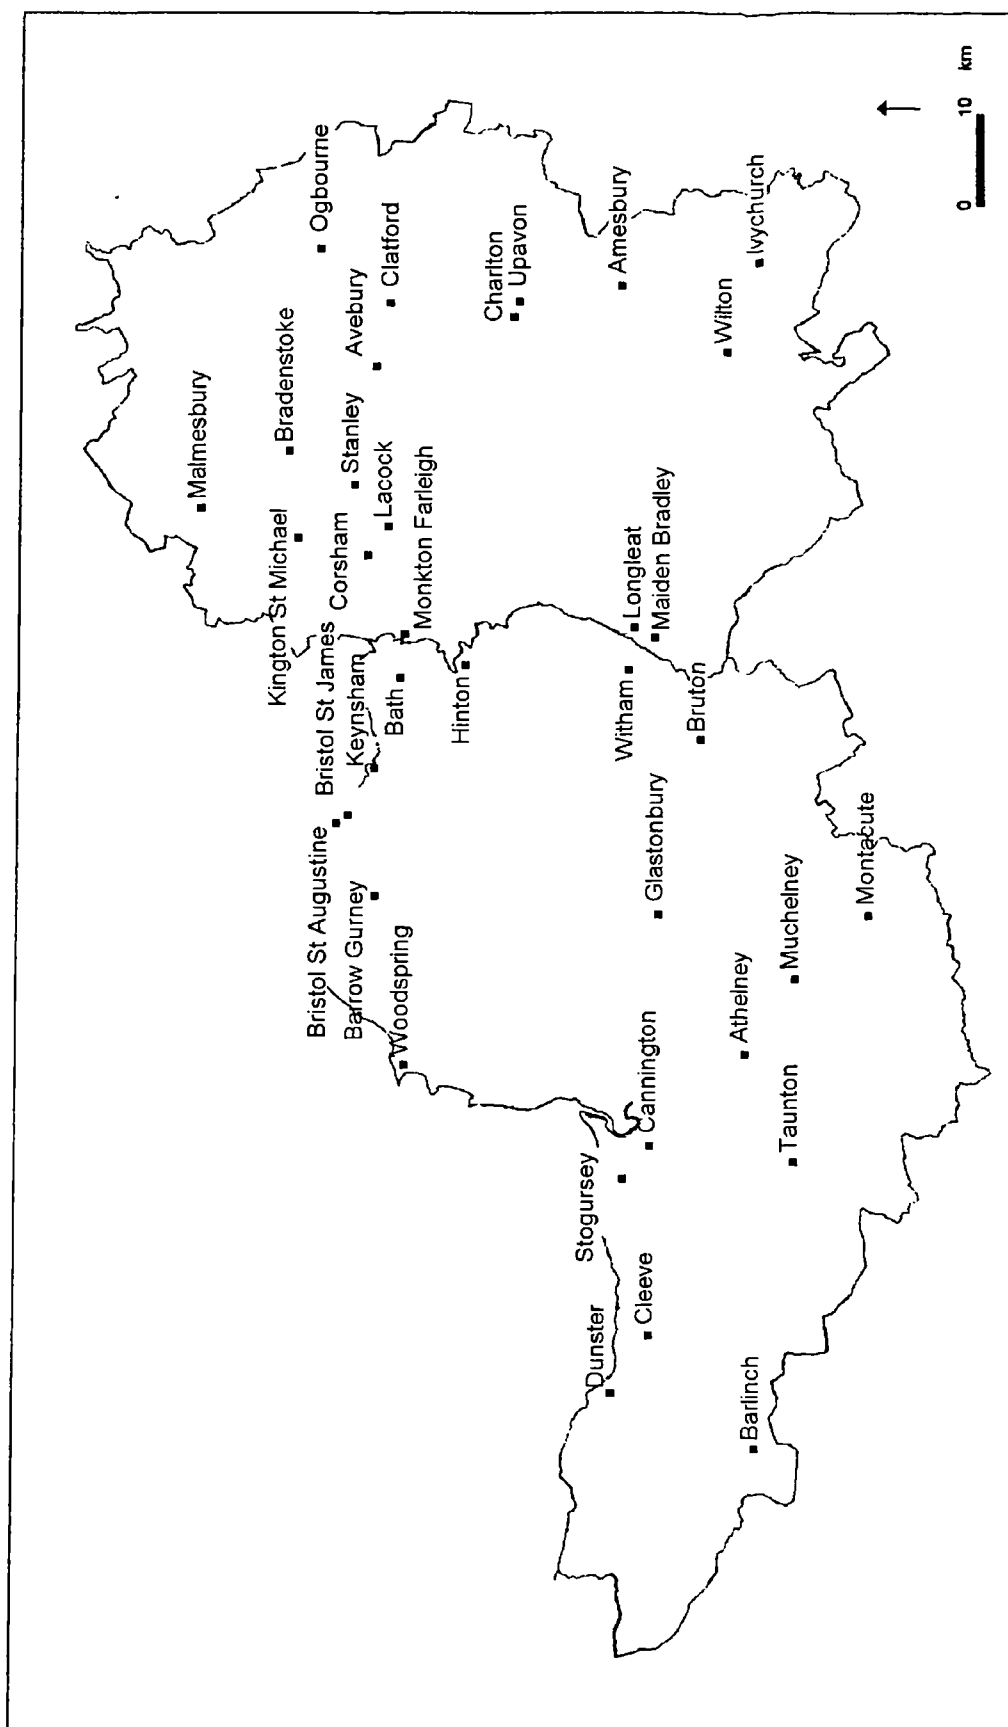 Malmesbury
Kington St Michael
Bradenstoke
Ogbourne
Bristol St Augustine
Bristol St James
Corsham
Stanley
Avebury
Clatford
Barrow Gurney
Keynsham
Lacock
Woodspring
Bath
Monkton Farleigh
Hinton
Charlton
Upavon
Dunster
Stogursey
Witham
Longleat
Amesbury
Cleeve
Cannington
Glastonbury
Maiden Bradley
Bruton
Wilton
Barlinch
Athelney
Ivychurch
Taunton
Muchelney
Montacute
0 10 km